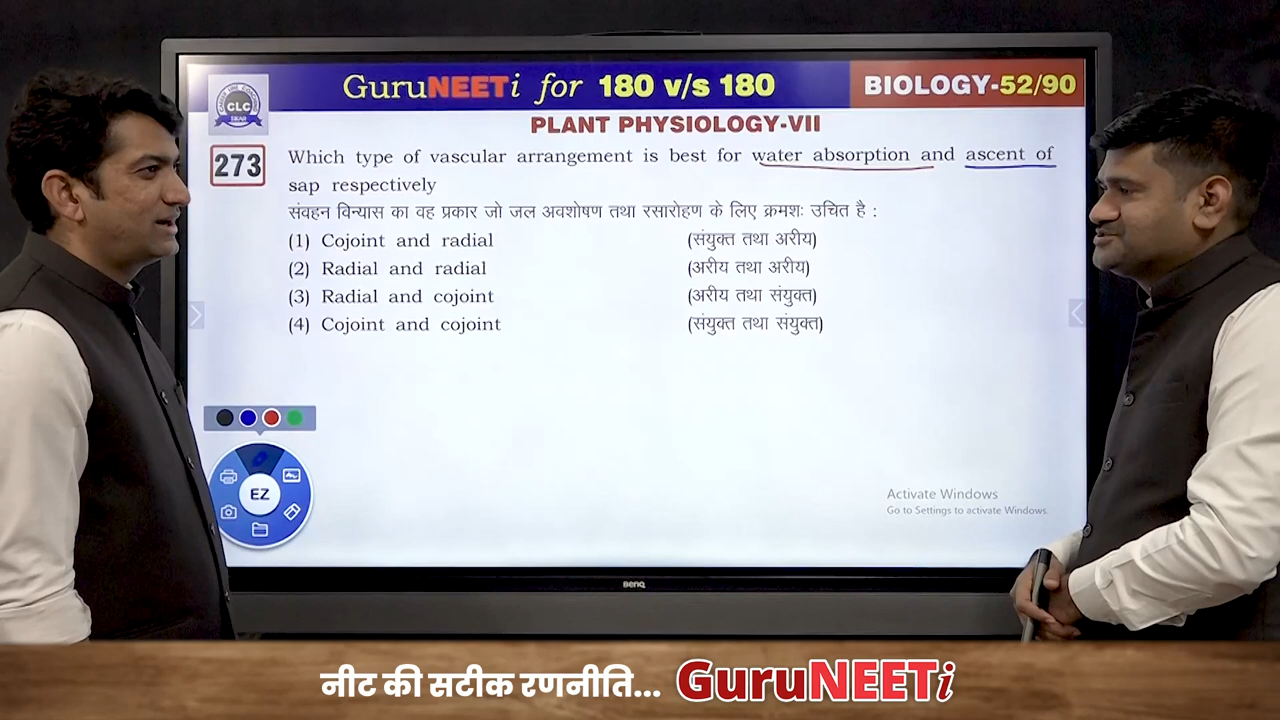 GuruNEETi for 180 v/s 180
BIOLOGY-52/90
CLC
SIKAR
PLANT PHYSIOLOGY-VII
273
Which type of vascular arrangement is best for water absorption and ascent of
sap respectively
संवहन विन्यास का वह प्रकार जो जल अवशोषण तथा रसारोहण के लिए क्रमशः उचित है :
(1) Cojoint and radial (संयुक्त तथा अरीय)
(2) Radial and radial (अरीय तथा अरीय)
(3) Radial and cojoint (अरीय तथा संयुक्त)
(4) Cojoint and cojoint (संयुक्त तथा संयुक्त)
EZ
Activate Windows
Go to Settings to activate Windows.
BenQ
नीट की सटीक रणनीति... GuruNEETi